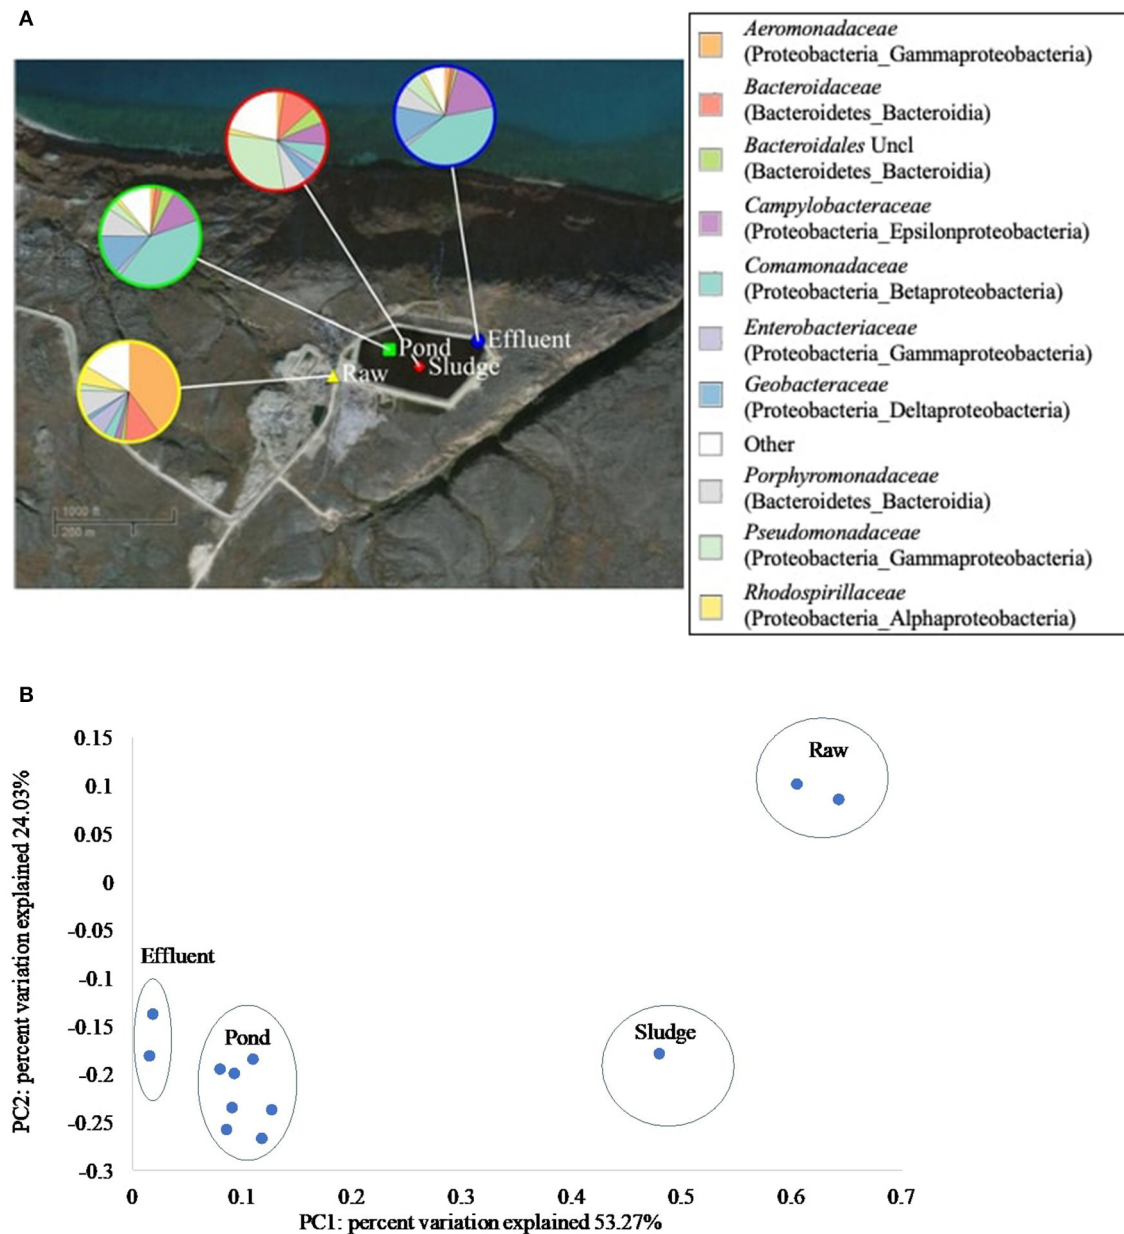 A
Pond
Effluent
Sludge
Raw
1000 ft
200 m
Aeromonadaceae
(Proteobacteria_Gammaproteobacteria)
Bacteroidaceae
(Bacteroidetes_Bacteroidia)
Bacteroidales Uncl
(Bacteroidetes_Bacteroidia)
Campylobacteraceae
(Proteobacteria_Epsilonproteobacteria)
Comamonadaceae
(Proteobacteria_Betaproteobacteria)
Enterobacteriaceae
(Proteobacteria_Gammaproteobacteria)
Geobacteraceae
(Proteobacteria_Deltaproteobacteria)
Other
Porphyromonadaceae
(Bacteroidetes_Bacteroidia)
Pseudomonadaceae
(Proteobacteria_Gammaproteobacteria)
Rhodospirillaceae
(Proteobacteria_Alphaproteobacteria)
B
PC2: percent variation explained 24.03%
0.15
0.1
0.05
0
-0.05
-0.1
-0.15
-0.2
-0.25
-0.3
Raw
Effluent
Pond
Sludge
0 0.1 0.2 0.3 0.4 0.5 0.6 0.7
PC1: percent variation explained 53.27%